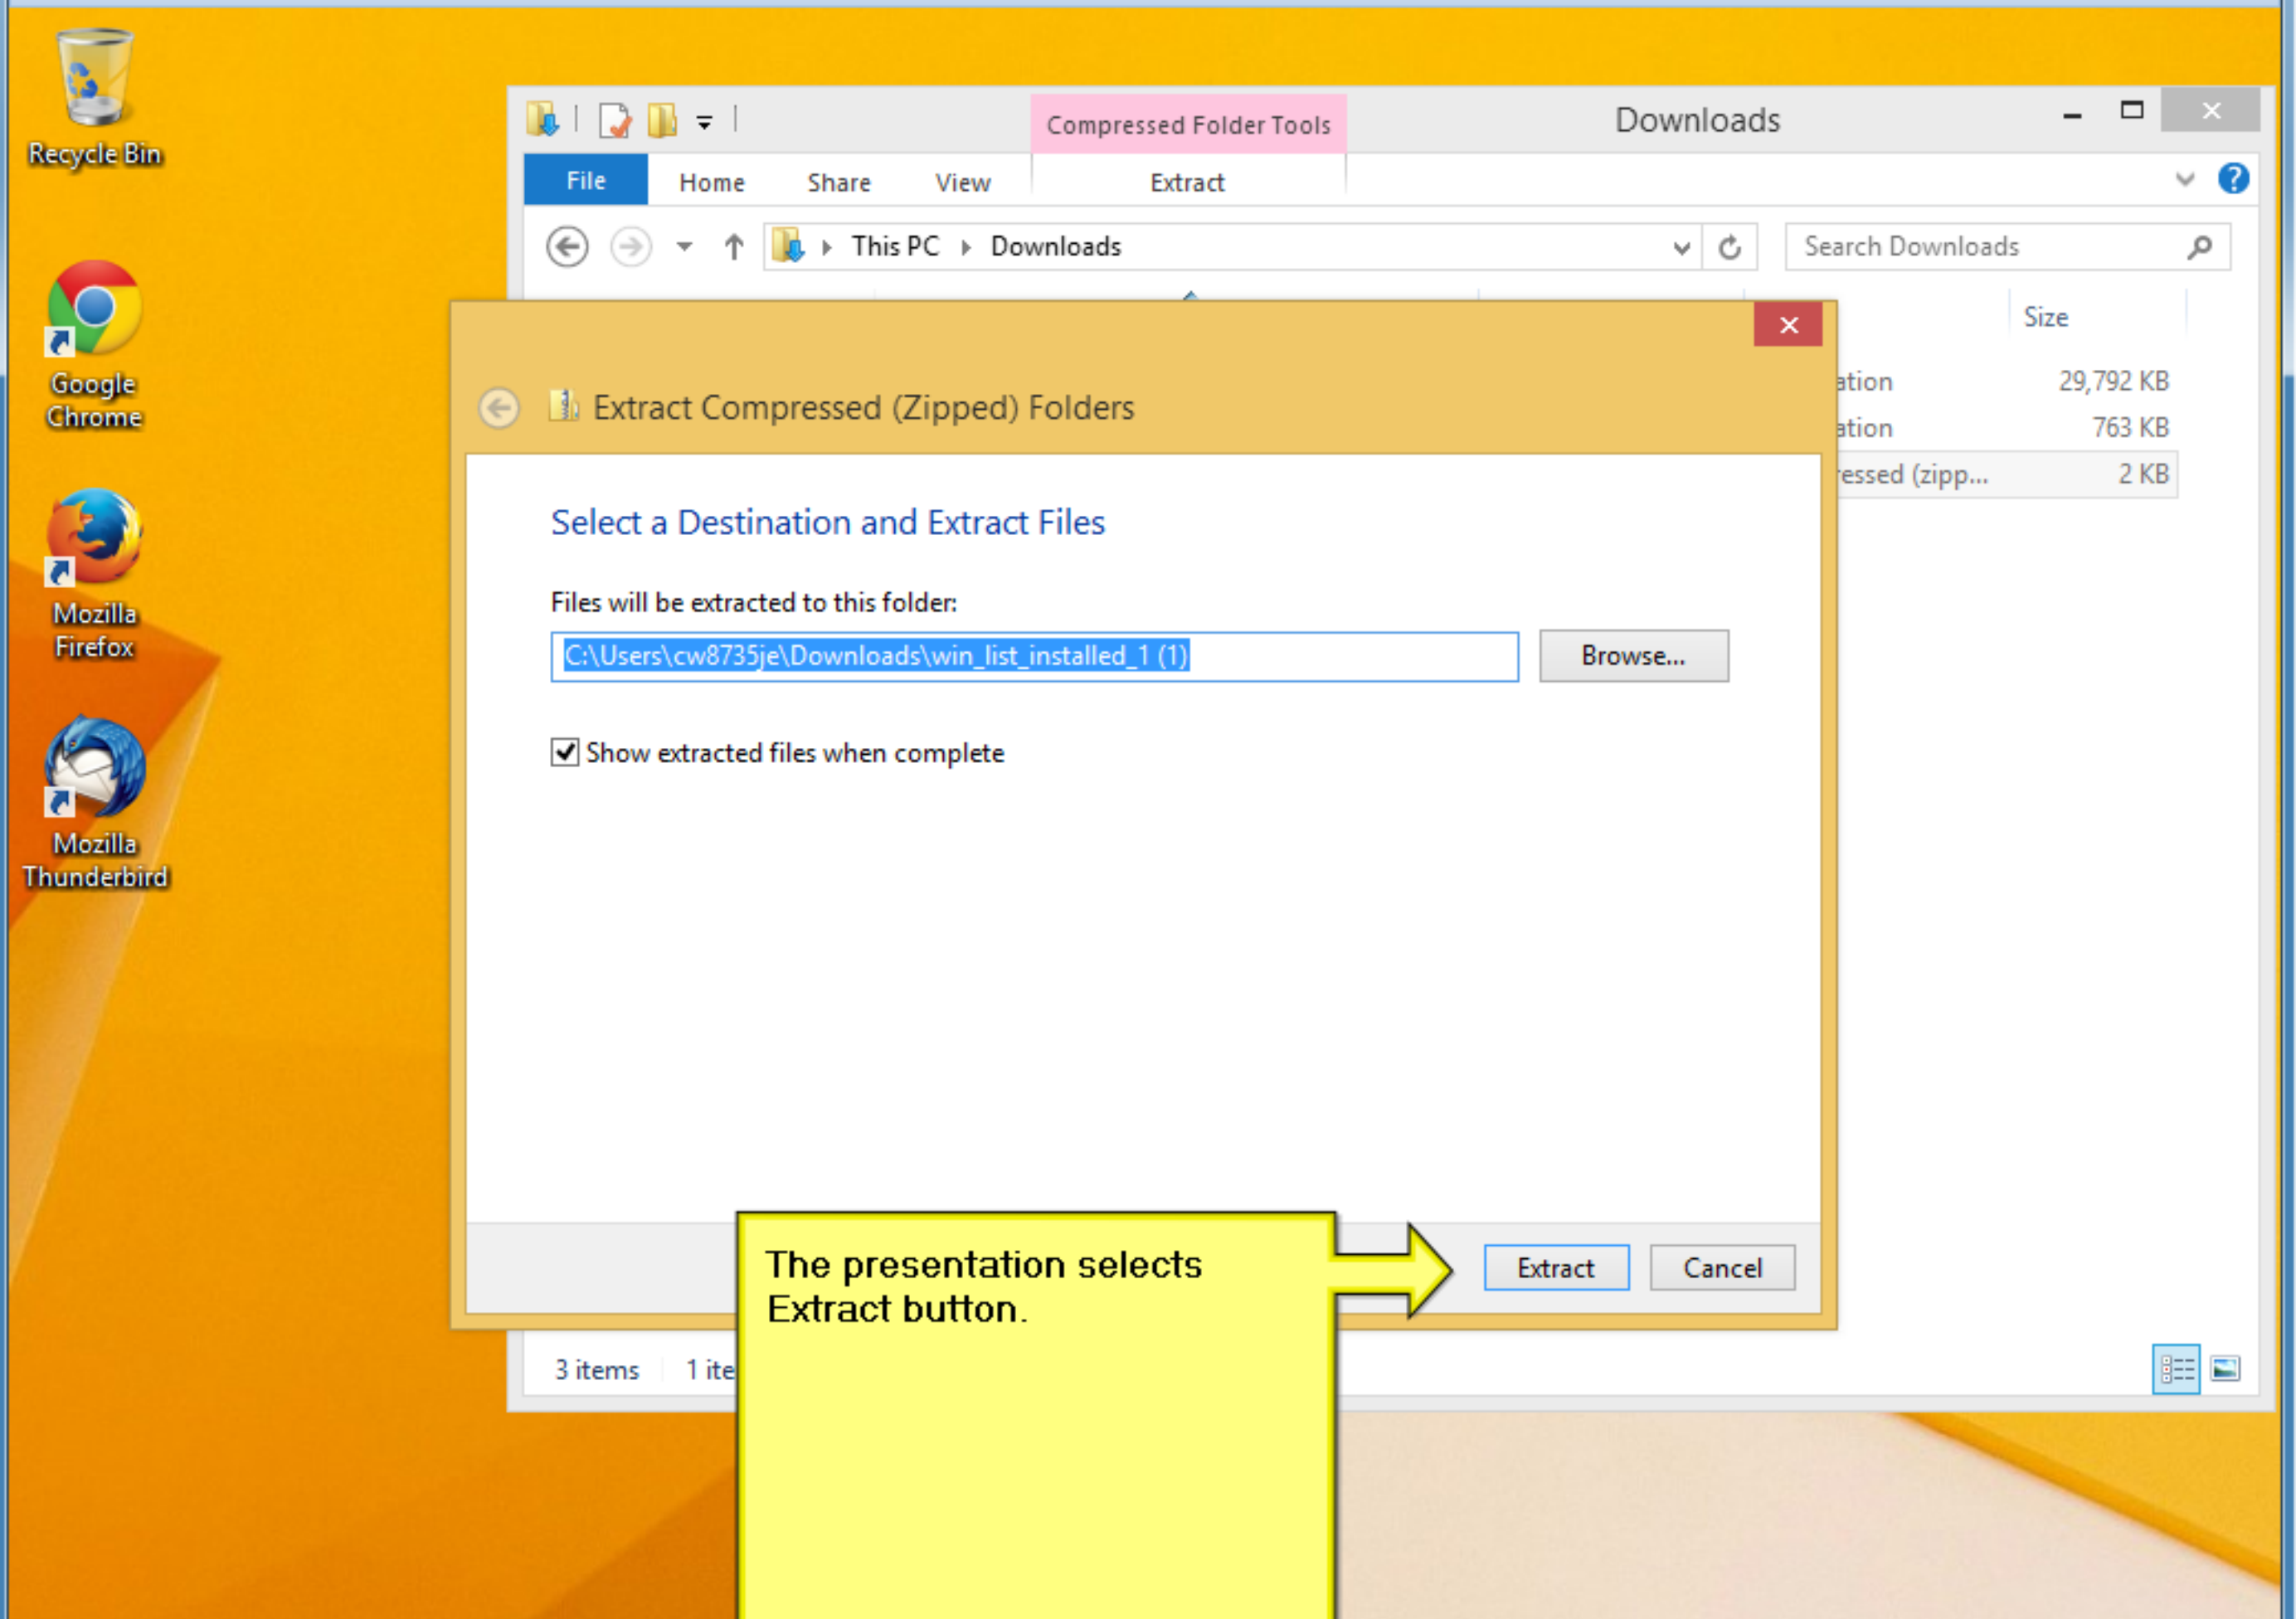 Recycle Bin
Google
Chrome
Mozilla
Firefox
Mozilla
Thunderbird
Compressed Folder Tools
Downloads
File
Home
Share
View
Extract
This PC
Downloads
Search Downloads
Size
ation
29,792 KB
ation
763 KB
ressed (zipp...
2 KB
Extract Compressed (Zipped) Folders
Select a Destination and Extract Files
Files will be extracted to this folder:
C:\Users\cw8735je\Downloads\win_list_installed_1 (1)
Browse...
Show extracted files when complete
The presentation selects
Extract button.
Extract
Cancel
3 items
1 ite